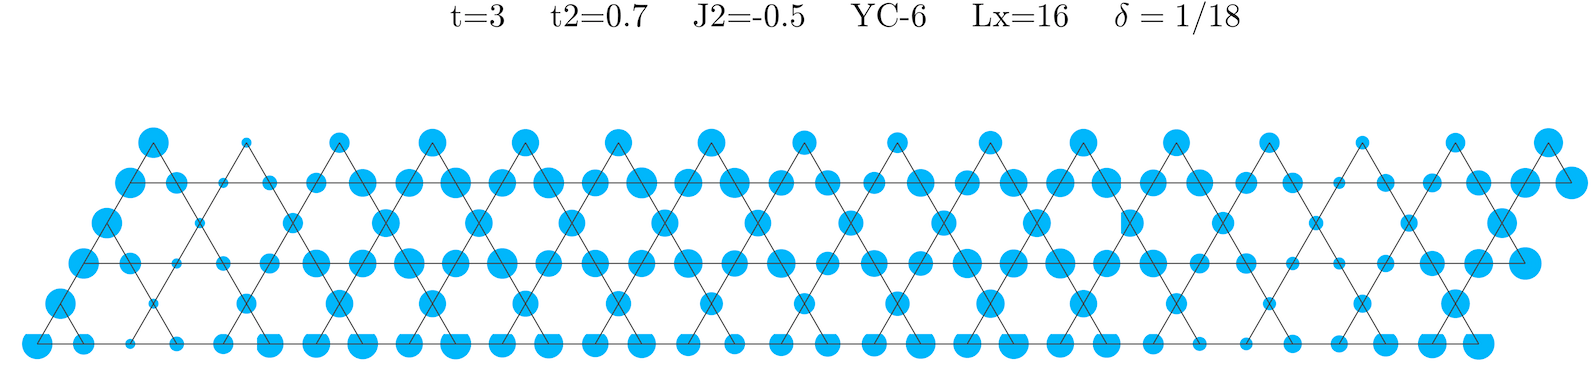 t=3 t2=0.7 J2=-0.5 YC-6 Lx=16 δ = 1/18